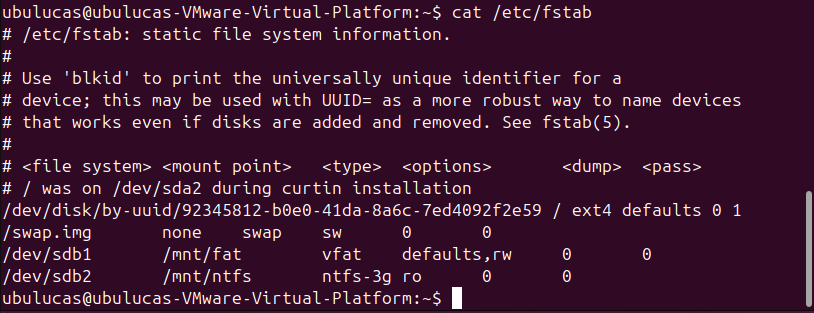 ubulucas@ubulucas-VMware-Virtual-Platform:~$ cat /etc/fstab
# /etc/fstab: static file system information.
#
# Use 'blkid' to print the universally unique identifier for a
# device; this may be used with UUID= as a more robust way to name devices
# that works even if disks are added and removed. See fstab(5).
#
# <file system> <mount point>   <type>  <options>       <dump>  <pass>
# / was on /dev/sda2 during curtin installation
/dev/disk/by-uuid/92345812-b0e0-41da-8a6c-7ed4092f2e59 / ext4 defaults 0 1
/swap.img       none    swap    sw      0       0
/dev/sdb1       /mnt/fat        vfat    defaults,rw     0       0
/dev/sdb2       /mnt/ntfs       ntfs-3g ro      0       0
ubulucas@ubulucas-VMware-Virtual-Platform:~$